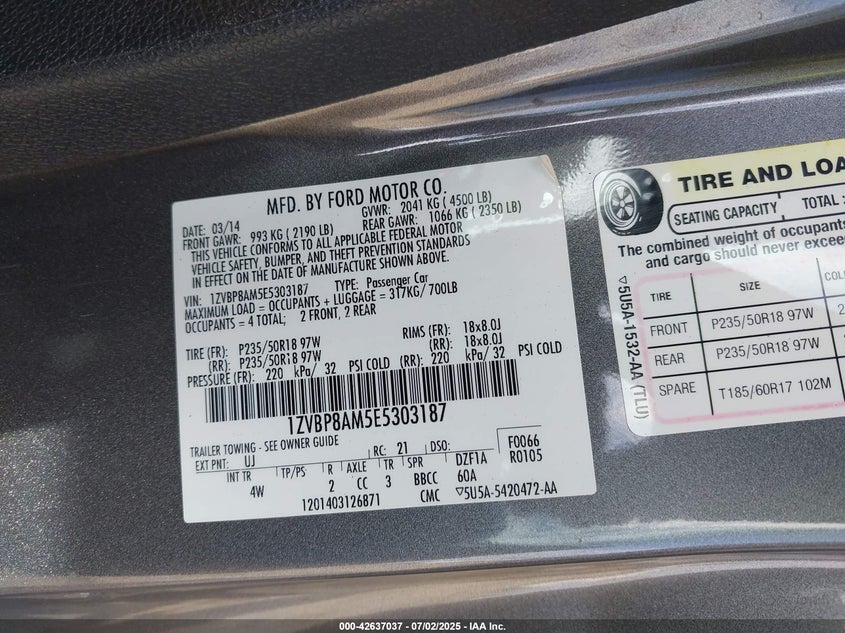 MFD. BY FORD MOTOR CO.
DATE: 03/14 GVWR: 2041 KG ( 4500 LB)
FRONT GAWR: 993 KG ( 2190 LB) REAR GAWR: 1066 KG ( 2350 LB)
THIS VEHICLE CONFORMS TO ALL APPLICABLE FEDERAL MOTOR
VEHICLE SAFETY, BUMPER, AND THEFT PREVENTION STANDARDS
IN EFFECT ON THE DATE OF MANUFACTURE SHOWN ABOVE.
VIN: 1ZVBP8AM5E5303187 TYPE: Passenger Car
MAXIMUM LOAD = OCCUPANTS + LUGGAGE = 317KG/700LB
OCCUPANTS = 4 TOTAL; 2 FRONT, 2 REAR
TIRE (FR): P235/50R18 97W RIMS (FR): 18x8.0J
(RR): P235/50R18 97W (RR): 18x8.0J
PRESSURE (FR): 220 kPa/ 32 PSI COLD (RR): 220 kPa/ 32 PSI COLD
1ZVBP8AM5E5303187
TRAILER TOWING - SEE OWNER GUIDE
EXT PNT: UJ RC: 21 DSO: F0066
R0105
INT TR TP/PS R AXLE TR SPR DZF1A
4W 2 CC 3 BBCC 60A
1201403126871 CMC ▽5U5A-5420472-AA
TIRE AND LOA
SEATING CAPACITY TOTAL
The combined weight of occupants
and cargo should never excee
TIRE SIZE COL
FRONT P235/50R18 97W 2
REAR P235/50R18 97W
SPARE T185/60R17 102M
▽5U5A-1532-AA (TLU)
000-42637037 - 07/02/2025 - IAA Inc.